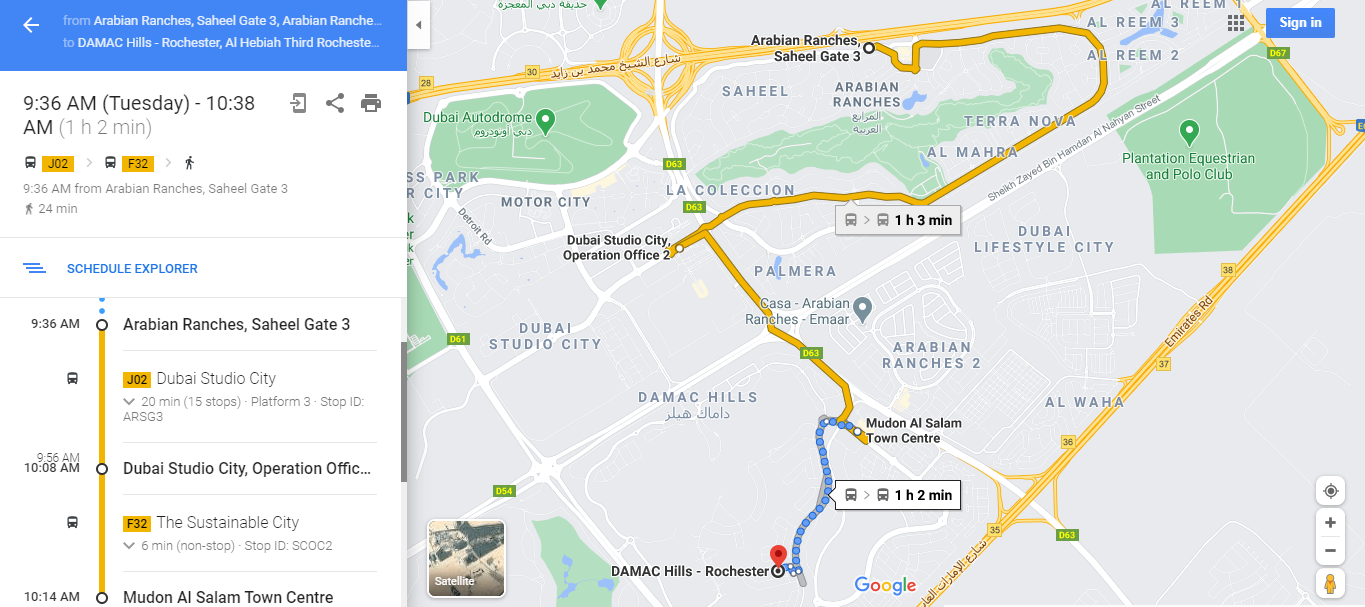 from Arabian Ranches, Saheel Gate 3, Arabian Ranche...
to DAMAC Hills - Rochester, Al Hebiah Third Rocheste...
9:36 AM (Tuesday) - 10:38
AM (1 h 2 min)
J02
F32
9:36 AM from Arabian Ranches, Saheel Gate 3
24 min
SCHEDULE EXPLORER
9:36 AM
Arabian Ranches, Saheel Gate 3
J02 Dubai Studio City
20 min (15 stops) · Platform 3 · Stop ID:
ARSG3
9:56 AM
10:08 AM
Dubai Studio City, Operation Offic...
F32 The Sustainable City
6 min (non-stop) · Stop ID: SCOC2
10:14 AM
Mudon Al Salam Town Centre
حديقة دبي المعجزة
AL REEM 1
AL REEM 3
AL REEM 2
Sign in
D67
Arabian Ranches,
Saheel Gate 3
شارع الشيخ محمد بن زايد
30
28
SAHEEL
ARABIAN
RANCHES
المرابع
العربية
Dubai Autodrome
دبي أوتودروم
TERRA NOVA
AL MAHRA
Sheikh Zayed Bin Hamdan Al Nahyan Street
Plantation Equestrian
and Polo Club
D63
SS PARK
R CITY
MOTOR CITY
LA COLECCION
D63
Detroit Rd
1 h 3 min
Dubai Studio City,
Operation Office 2
DUBAI
LIFESTYLE CITY
PALMERA
38
Casa - Arabian
Ranches - Emaar
Emirates Rd
DUBAI
STUDIO CITY
D61
D63
ARABIAN
RANCHES 2
37
DAMAC HILLS
داماك هيلز
AL WAHA
Mudon Al Salam
Town Centre
36
D54
1 h 2 min
35
D63
شارع الإمارات العا
DAMAC Hills - Rochester
Satellite
Google